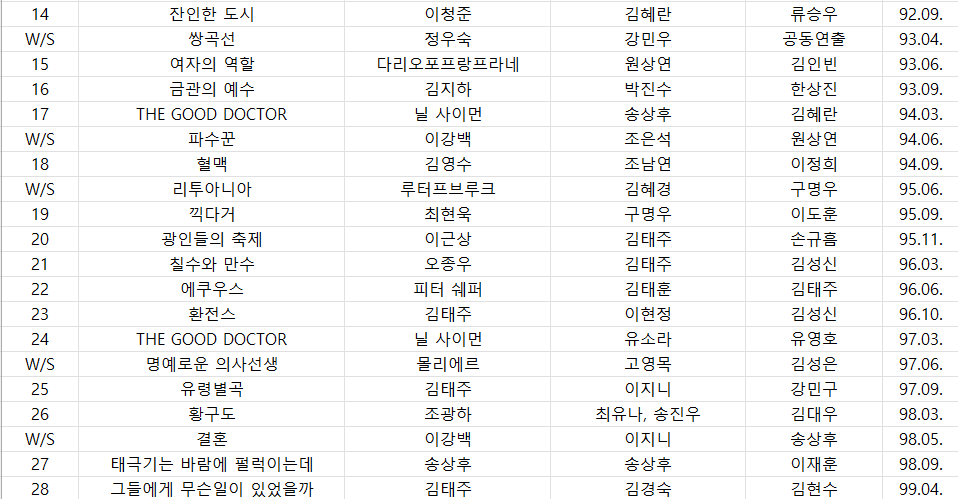 14 잔인한 도시 이청준 김혜란 류승우 92.09.
W/S 쌍곡선 정우숙 강민우 공동연출 93.04.
15 여자의 역할 다리오포프랑프라네 원상연 김인빈 93.06.
16 금관의 예수 김지하 박진수 한상진 93.09.
17 THE GOOD DOCTOR 닐 사이먼 송상후 김혜란 94.03.
W/S 파수꾼 이강백 조은석 원상연 94.06.
18 혈맥 김영수 조남연 이정희 94.09.
W/S 리투아니아 루터프브루크 김혜경 구명우 95.06.
19 끽다거 최현욱 구명우 이도훈 95.09.
20 광인들의 축제 이근상 김태주 손규흠 95.11.
21 칠수와 만수 오종우 김태주 김성신 96.03.
22 에쿠우스 피터 쉐퍼 김태훈 김태주 96.06.
23 환전스 김태주 이현정 김성신 96.10.
24 THE GOOD DOCTOR 닐 사이먼 유소라 유영호 97.03.
W/S 명예로운 의사선생 몰리에르 고영목 김성은 97.06.
25 유령별곡 김태주 이지니 강민구 97.09.
26 황구도 조광하 최유나, 송진우 김대우 98.03.
W/S 결혼 이강백 이지니 송상후 98.05.
27 태극기는 바람에 펄럭이는데 송상후 송상후 이재훈 98.09.
28 그들에게 무슨일이 있었을까 김태주 김경숙 김현수 99.04.